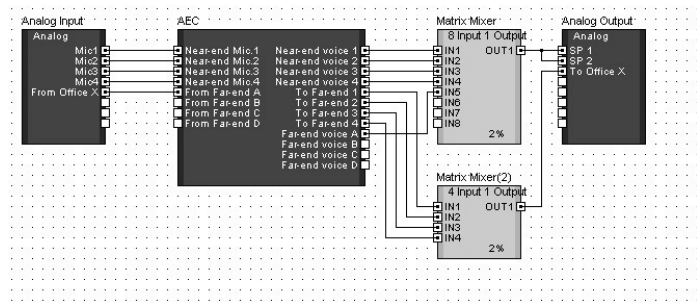 Analog Input
Analog
Mic1
Mic2
Mic3
Mic4
From Office X
AEC
Near-end Mic.1 Near-end voice 1
Near-end Mic.2 Near-end voice 2
Near-end Mic.3 Near-end voice 3
Near-end Mic.4 Near-end voice 4
From Far-end A To Far-end 1
From Far-end B To Far-end 2
From Far-end C To Far-end 3
From Far-end D To Far-end 4
Far-end voice A
Far-end voice B
Far-end voice C
Far-end voice D
Matrix Mixer
8 Input 1 Output
IN1 OUT1
IN2
IN3
IN4
IN5
IN6
IN7
IN8
2%
Analog Output
Analog
SP 1
SP 2
To Office X
Matrix Mixer(2)
4 Input 1 Output
IN1 OUT1
IN2
IN3
IN4
2%